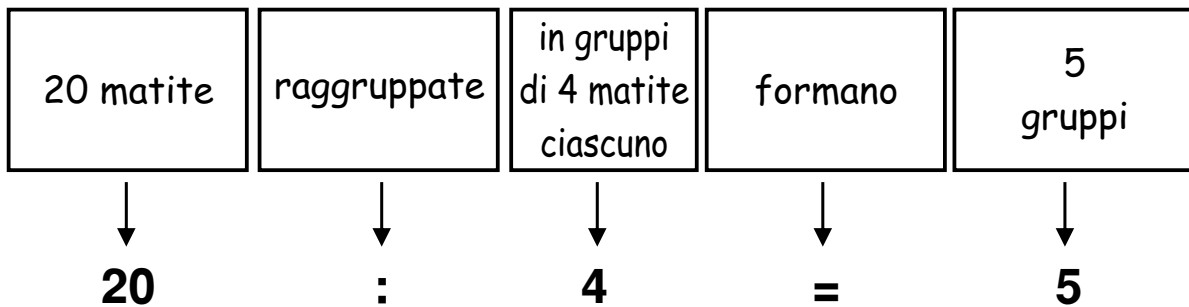 20 matite
raggruppate
in gruppi
di 4 matite
ciascuno
formano
5
gruppi
20 : 4 = 5